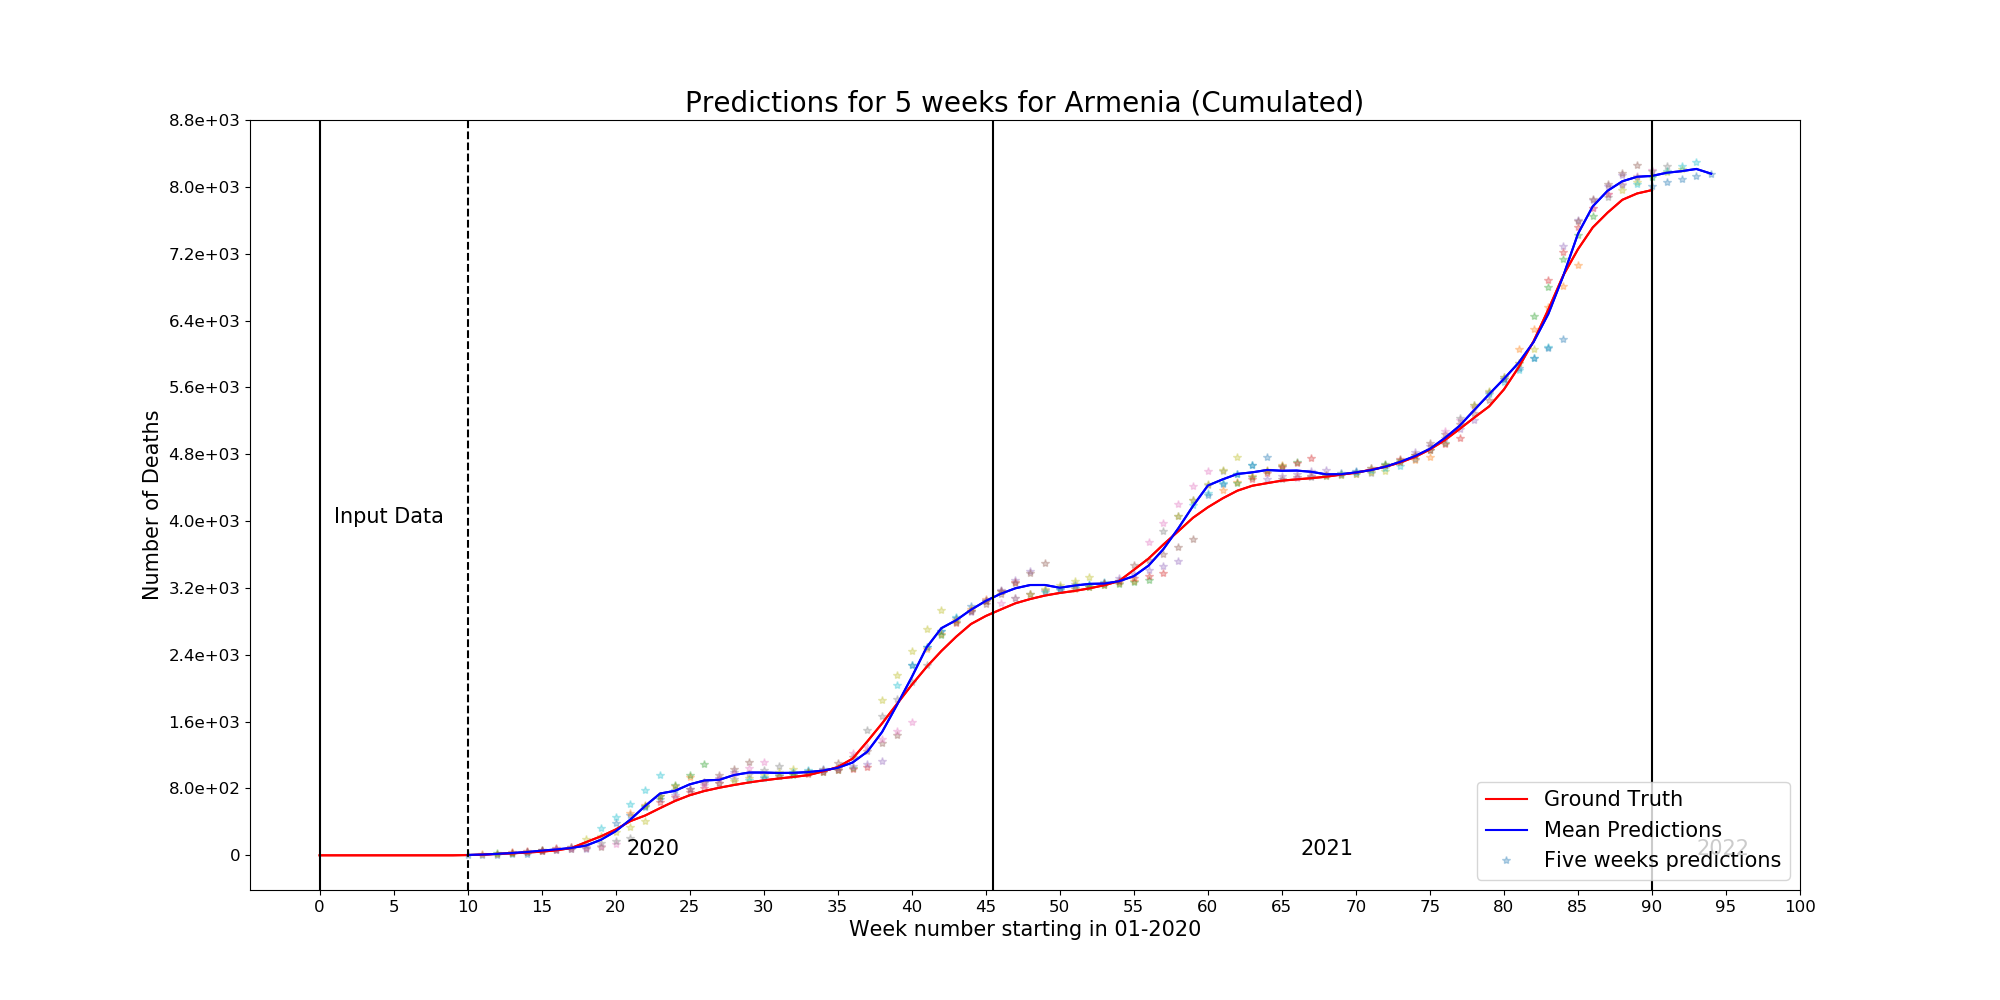 Predictions for 5 weeks for Armenia (Cumulated)
8.8e+03
8.0e+03
7.2e+03
6.4e+03
5.6e+03
4.8e+03
4.0e+03
3.2e+03
2.4e+03
1.6e+03
8.0e+02
0
Number of Deaths
Input Data
2020
2021
2022
Ground Truth
Mean Predictions
Five weeks predictions
0 5 10 15 20 25 30 35 40 45 50 55 60 65 70 75 80 85 90 95 100
Week number starting in 01-2020